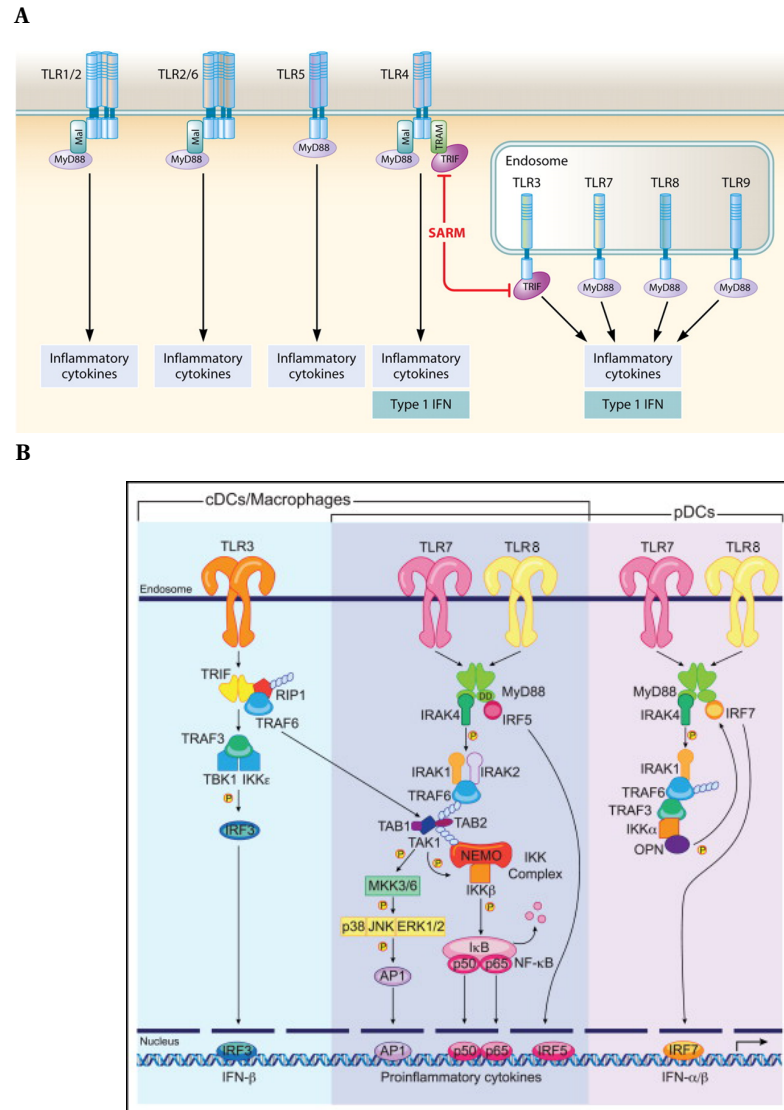 A
TLR1/2
TLR2/6
TLR5
TLR4
Mal
MyD88
Mal
MyD88
MyD88
Mal
MyD88
TRAM
TRIF
Endosome
TLR3
TLR7
TLR8
TLR9
SARM
TRIF
MyD88
MyD88
MyD88
Inflammatory
cytokines
Inflammatory
cytokines
Inflammatory
cytokines
Inflammatory
cytokines
Type 1 IFN
Inflammatory
cytokines
Type 1 IFN
B
cDCs/Macrophages
pDCs
TLR3
TLR7
TLR8
TLR7
TLR8
Endosome
TRIF
RIP1
TRAF6
TRAF3
TBK1 IKKε
P
IRF3
DD
MyD88
IRAK4
IRF5
P
IRAK1
IRAK2
TRAF6
TAB1
TAB2
TAK1
P
P
NEMO
IKK
Complex
IKKβ
MKK3/6
P
P
p38 JNK ERK1/2
P
IκB
p50 p65
NF-κB
AP1
MyD88
IRAK4
IRF7
P
IRAK1
TRAF6
TRAF3
IKKα
OPN
P
Nucleus
IRF3
AP1
p50 p65
IRF5
IRF7
IFN-β
Proinflammatory cytokines
IFN-α/β